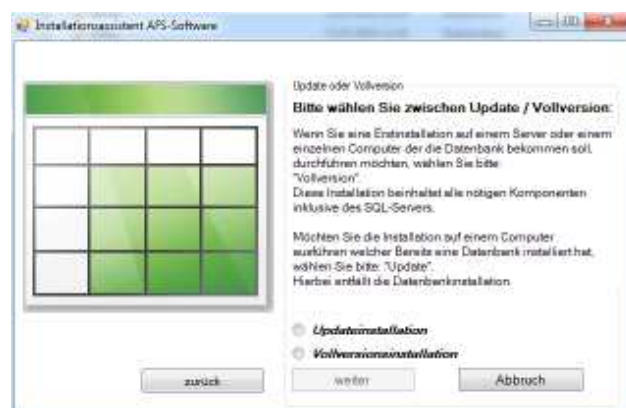 Installationsassistent APS-Software
Update oder Vollversion
Bitte wählen Sie zwischen Update / Vollversion:
Wenn Sie eine Erstinstallation auf einem Server oder einem
einzelnen Computer der die Datenbank bekommen soll,
durchführen möchten, wählen Sie bitte
"Vollversion".
Diese Installation beinhaltet alle nötigen Komponenten
inklusive des SQL-Servers.
Möchten Sie die Installation auf einem Computer
ausführen welcher Bereits eine Datenbank installiert hat,
wählen Sie bitte: "Update".
Hierbei entfällt die Datenbankinstallation
Updateinstallation
Vollversionsinstallation
zurück
weiter
Abbruch